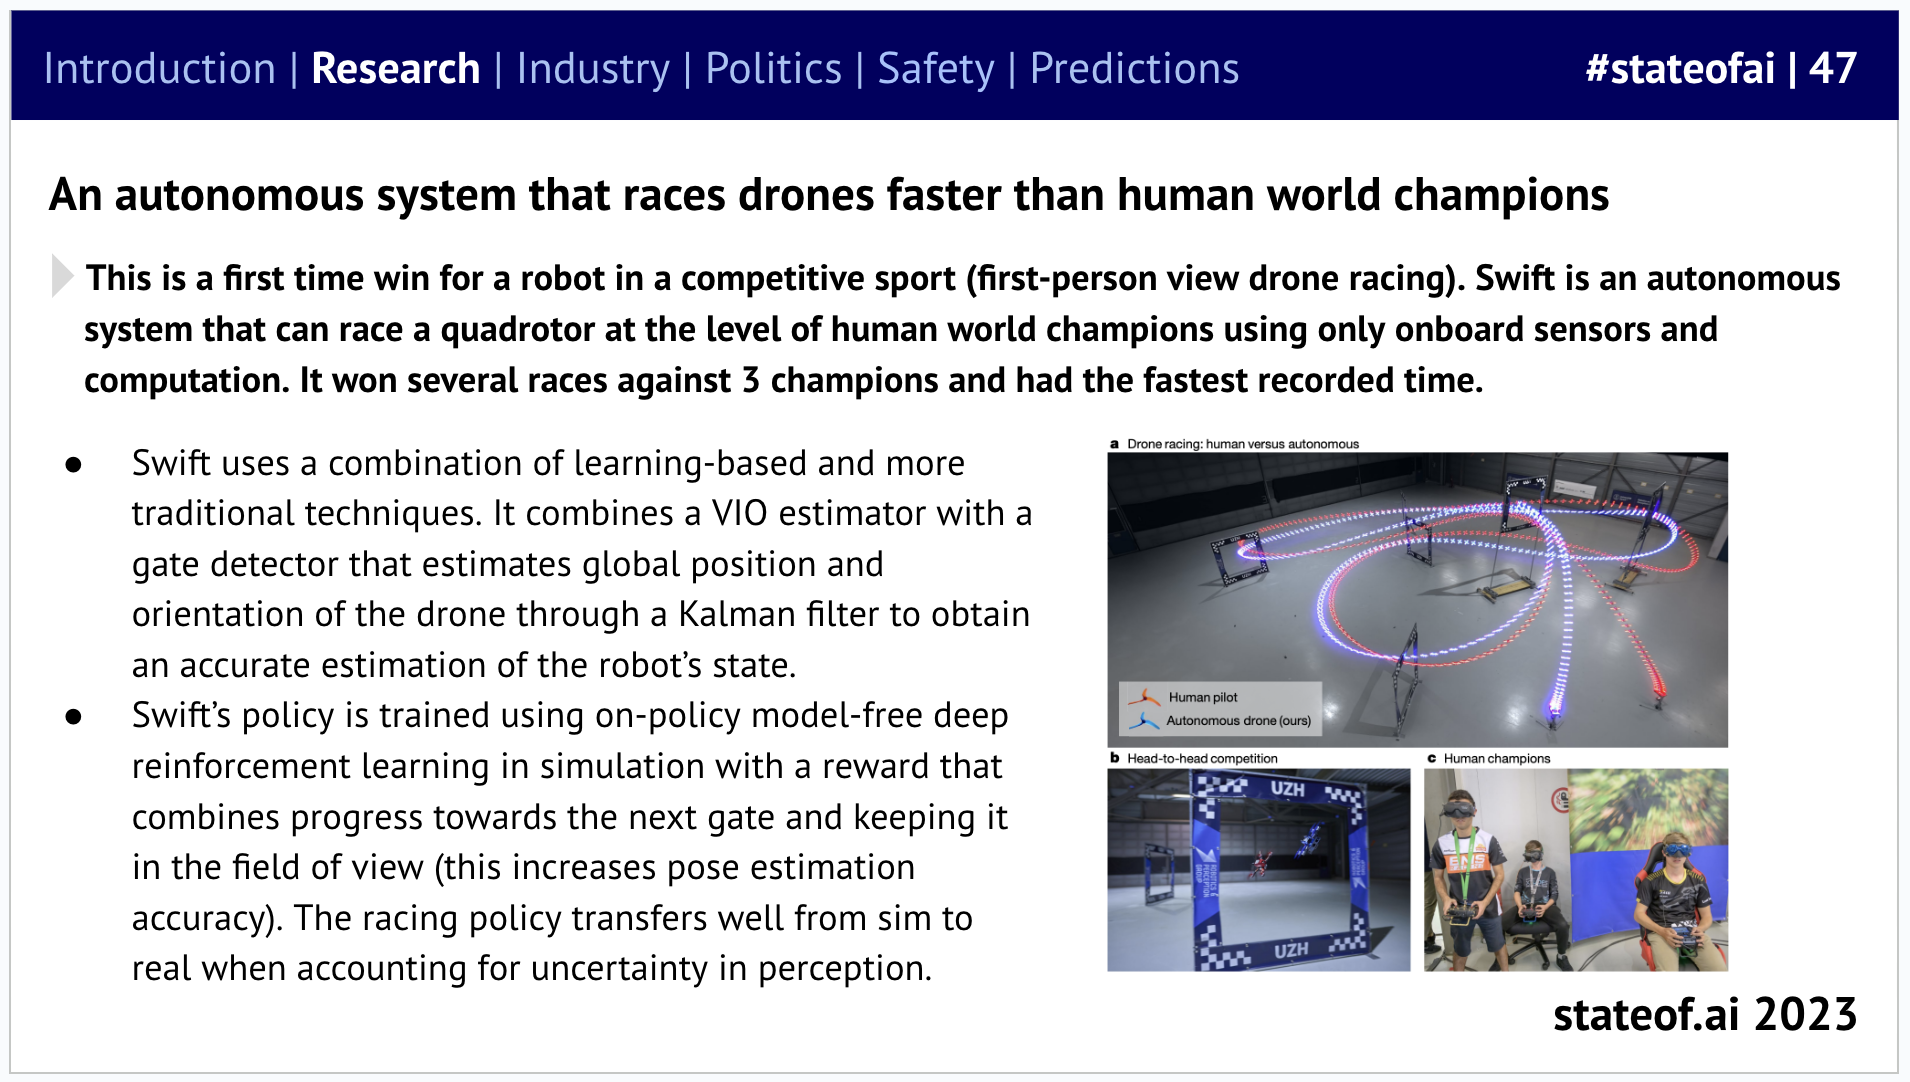 Introduction | Research | Industry | Politics | Safety | Predictions
#stateofai | 47
An autonomous system that races drones faster than human world champions
This is a first time win for a robot in a competitive sport (first-person view drone racing). Swift is an autonomous
system that can race a quadrotor at the level of human world champions using only onboard sensors and
computation. It won several races against 3 champions and had the fastest recorded time.
● Swift uses a combination of learning-based and more
traditional techniques. It combines a VIO estimator with a
gate detector that estimates global position and
orientation of the drone through a Kalman filter to obtain
an accurate estimation of the robot’s state.
● Swift’s policy is trained using on-policy model-free deep
reinforcement learning in simulation with a reward that
combines progress towards the next gate and keeping it
in the field of view (this increases pose estimation
accuracy). The racing policy transfers well from sim to
real when accounting for uncertainty in perception.
a Drone racing: human versus autonomous
Human pilot
Autonomous drone (ours)
b Head-to-head competition
UZH
ROBOTICS &
PERCEPTION
GROUP
UZH
c Human champions
stateof.ai 2023